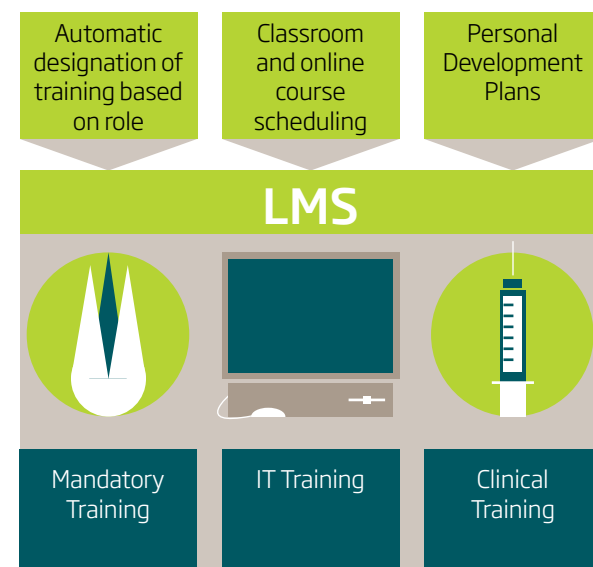 Automatic
designation of
training based
on role
Classroom
and online
course
scheduling
Personal
Development
Plans
LMS
Mandatory
Training
IT Training
Clinical
Training